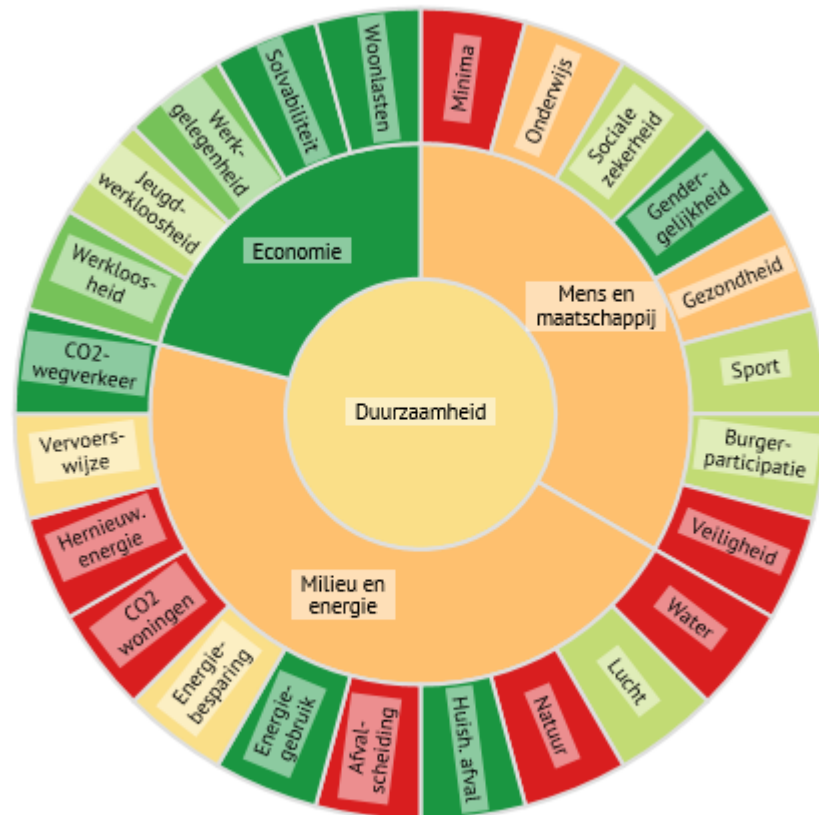 Duurzaamheid
Economie
Mens en
maatschappij
Milieu en
energie
Minima
Onderwijs
Sociale
zekerheid
Gender-
gelijkheid
Gezondheid
Sport
Burger-
participatie
Veiligheid
Water
Lucht
Natuur
Huish. afval
Afval-
scheiding
Energie-
gebruik
Energie-
besparing
CO2
woningen
Hernieuw.
energie
Vervoers-
wijze
CO2-
wegverkeer
Werkloos-
heid
Jeugd-
werkloosheid
Werk-
gelegenheid
Solvabiliteit
Woonlasten